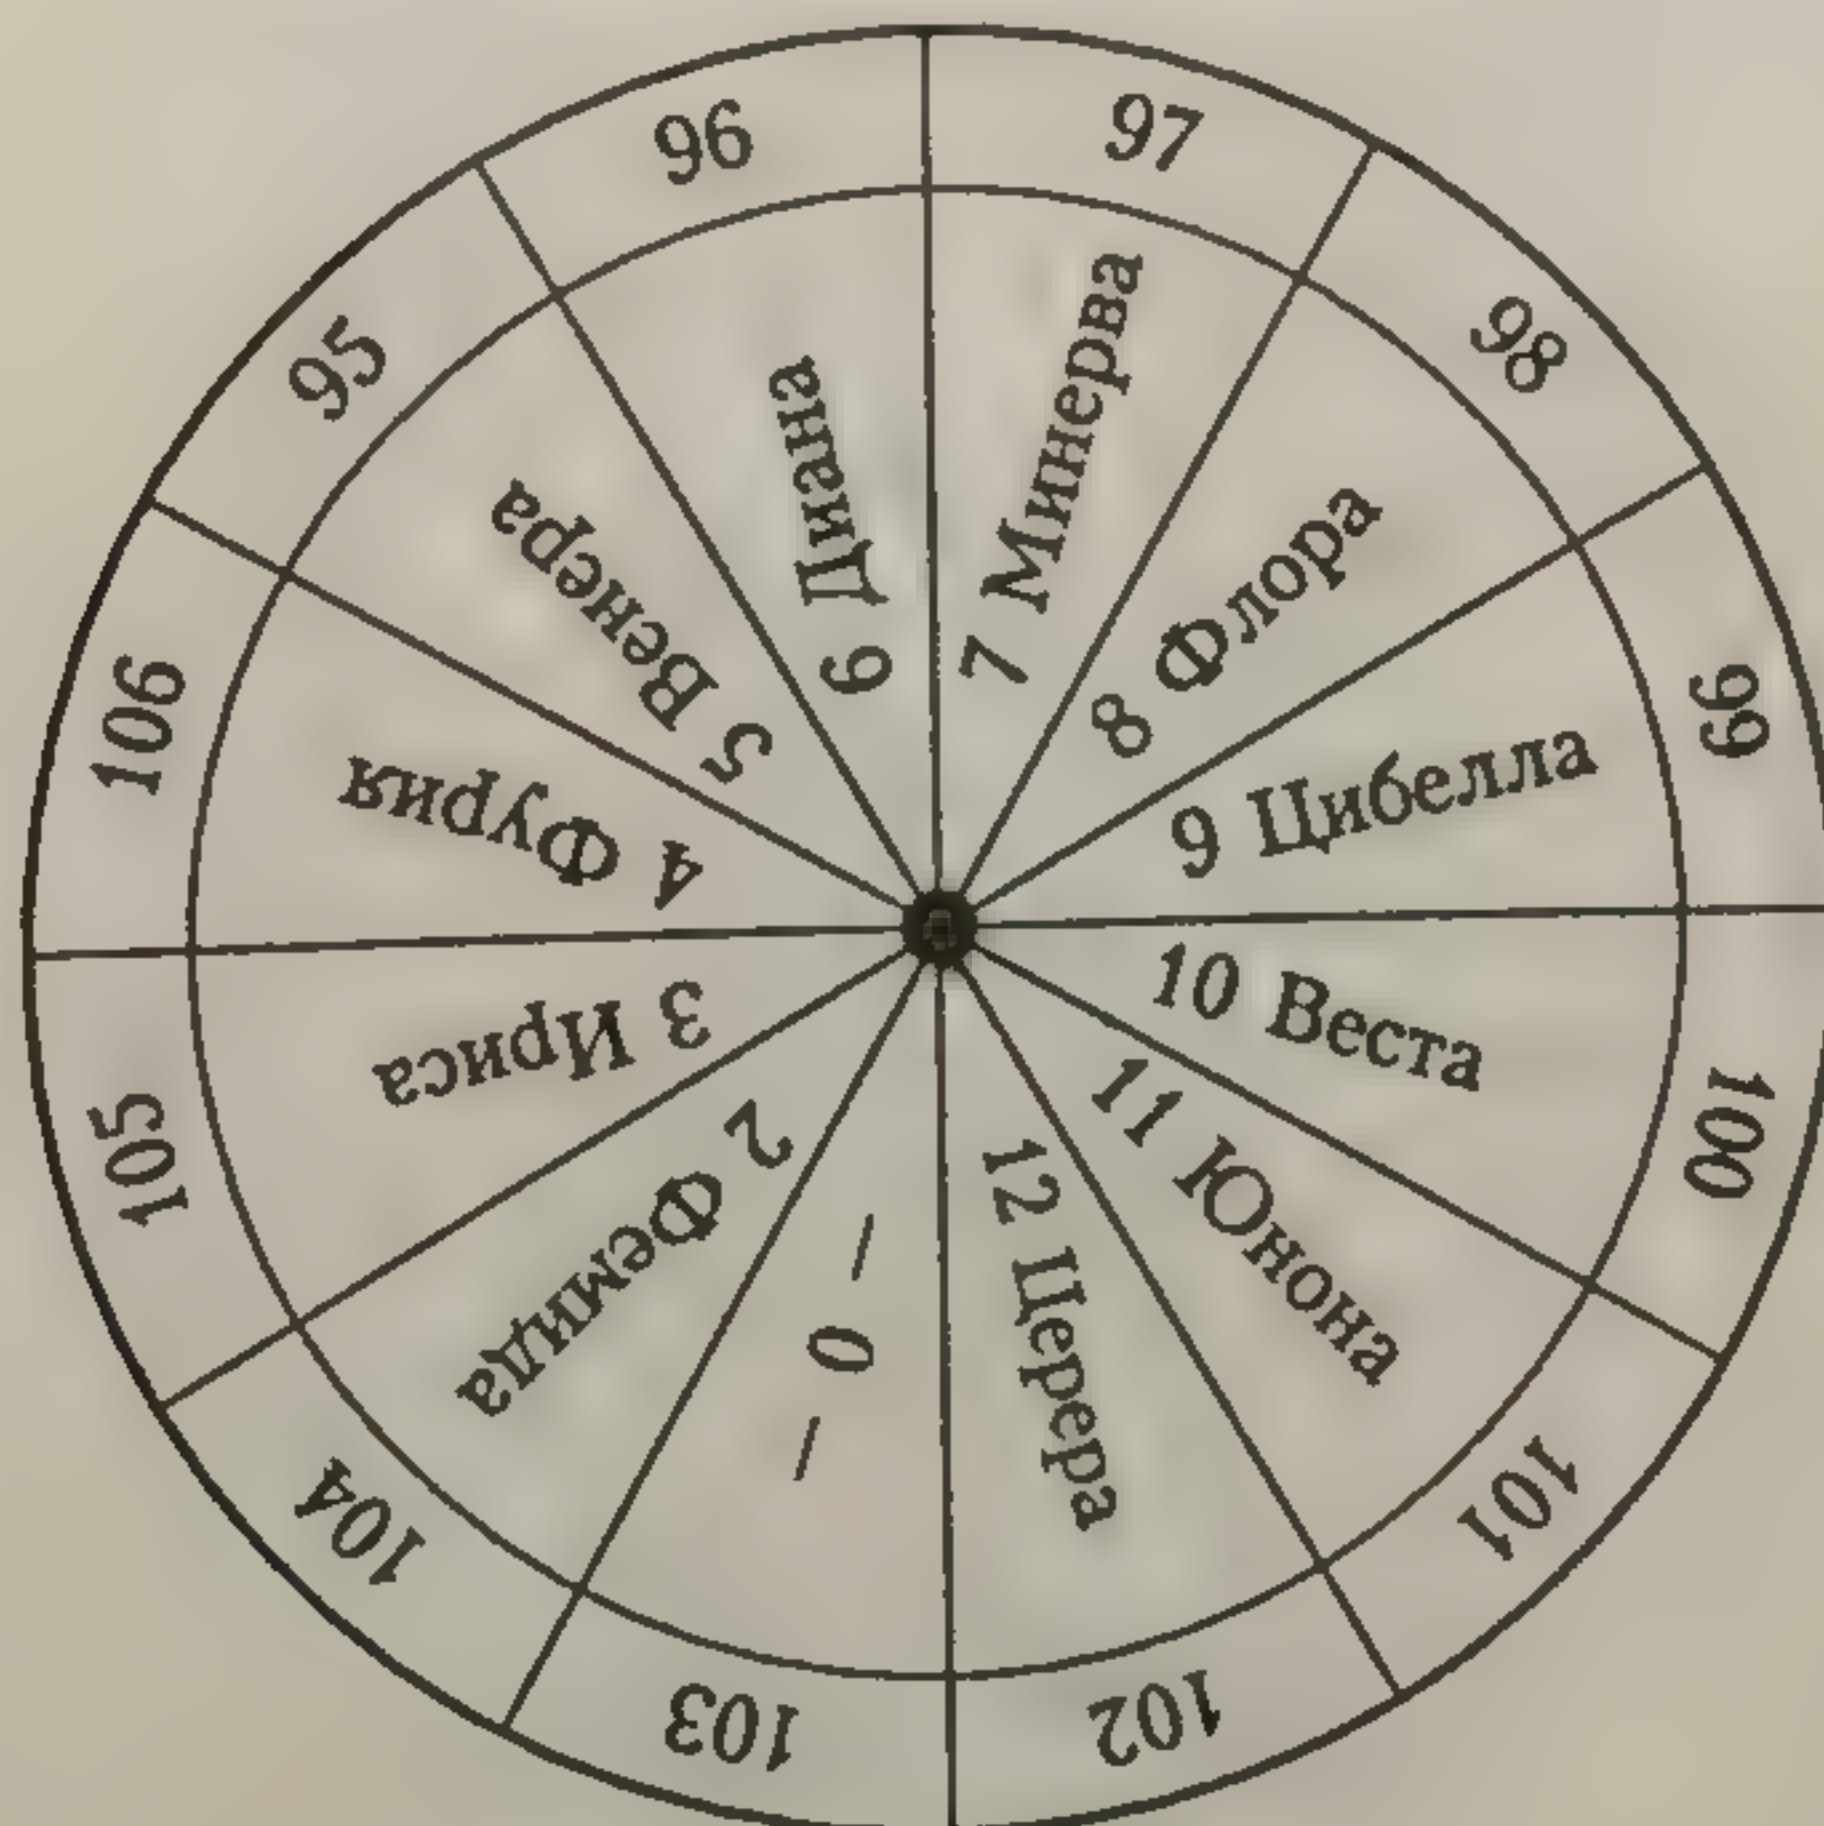 95
96
97
98
99
100
101
102
103
104
105
106
— 0 —
2 Фемида
3 Ириса
4 Фурия
5 Венера
6 Диана
7 Минерва
8 Флора
9 Цибелла
10 Веста
11 Юнона
12 Церера